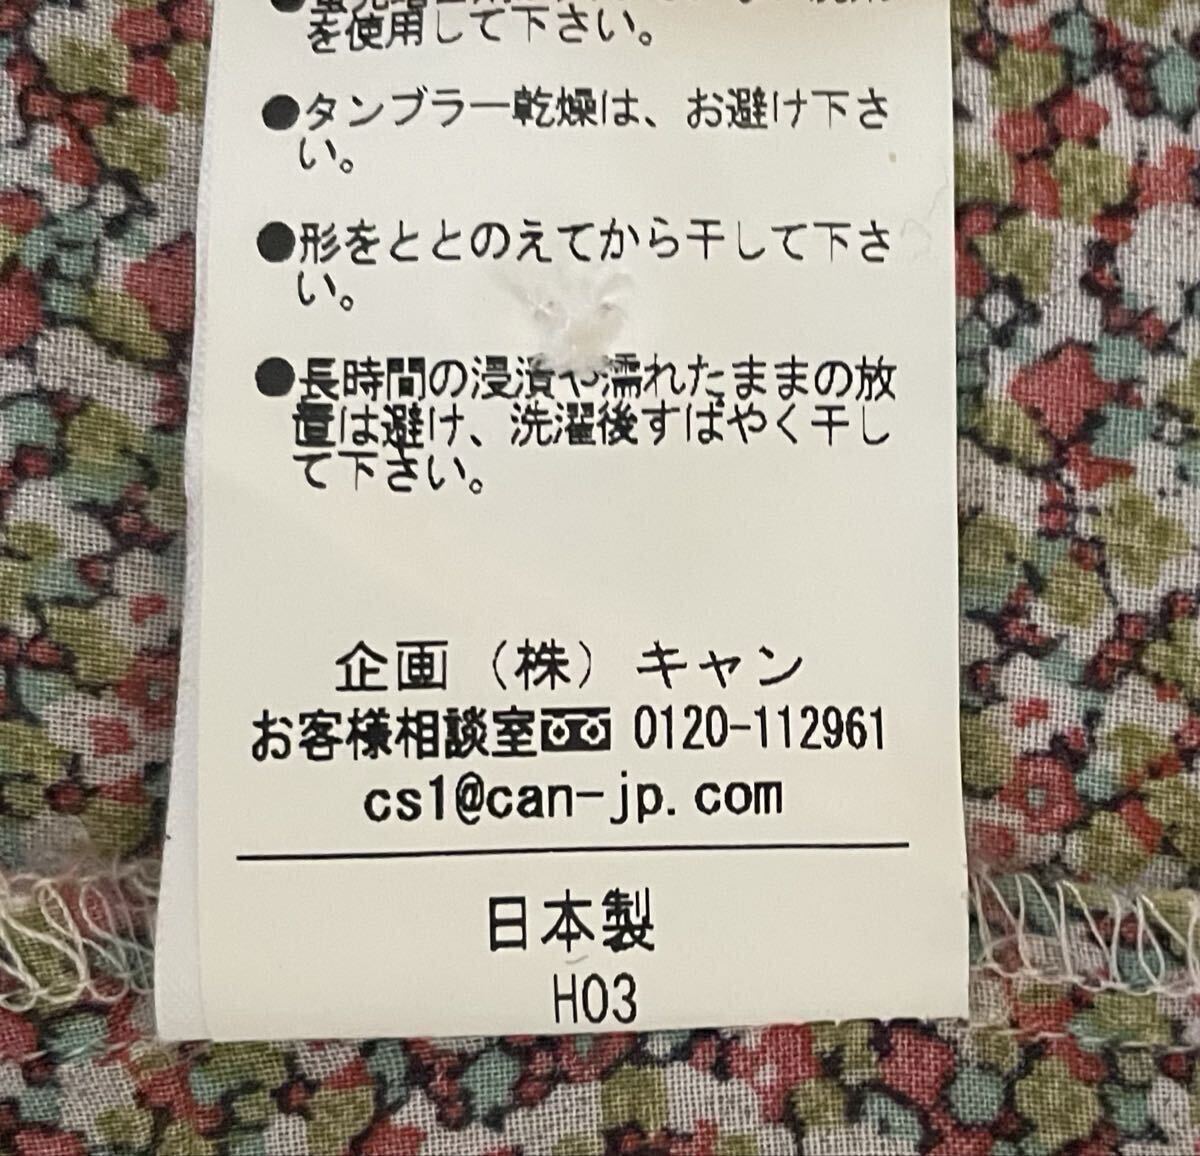 を使用して下さい。
●タンブラー乾燥は、お避け下さ
い。
●形をととのえてから干して下さ
い。
●長時間の浸漬や濡れたままの放
置は避け、洗濯後すばやく干し
て下さい。
企画（株）キャン
お客様相談室 0120-112961
cs1@can-jp.com
日本製
H03